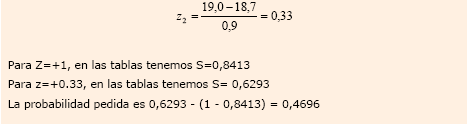 z₂ = (19,0 − 18,7) / 0,9 = 0,33
Para Z=+1, en las tablas tenemos S=0,8413
Para z=+0.33, en las tablas tenemos S= 0,6293
La probabilidad pedida es 0,6293 - (1 - 0,8413) = 0,4696